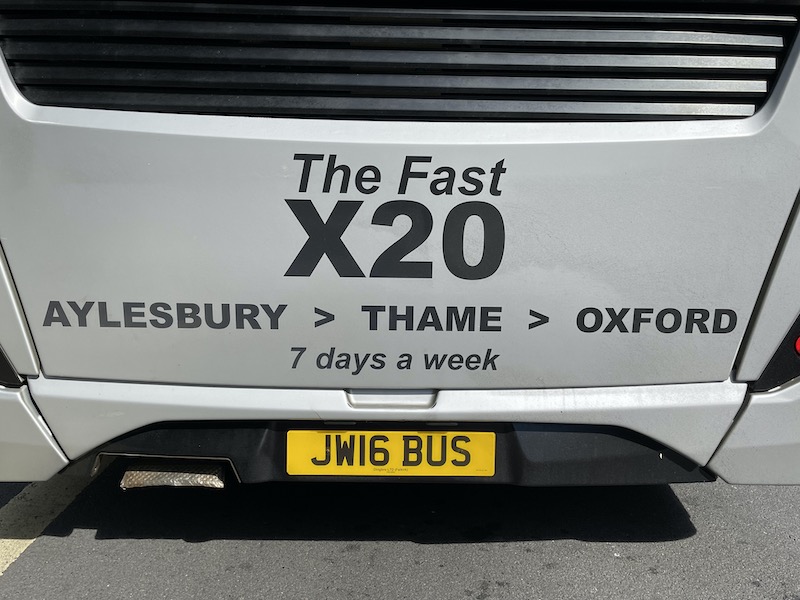 The Fast
X20
AYLESBURY > THAME > OXFORD
7 days a week
JW16 BUS